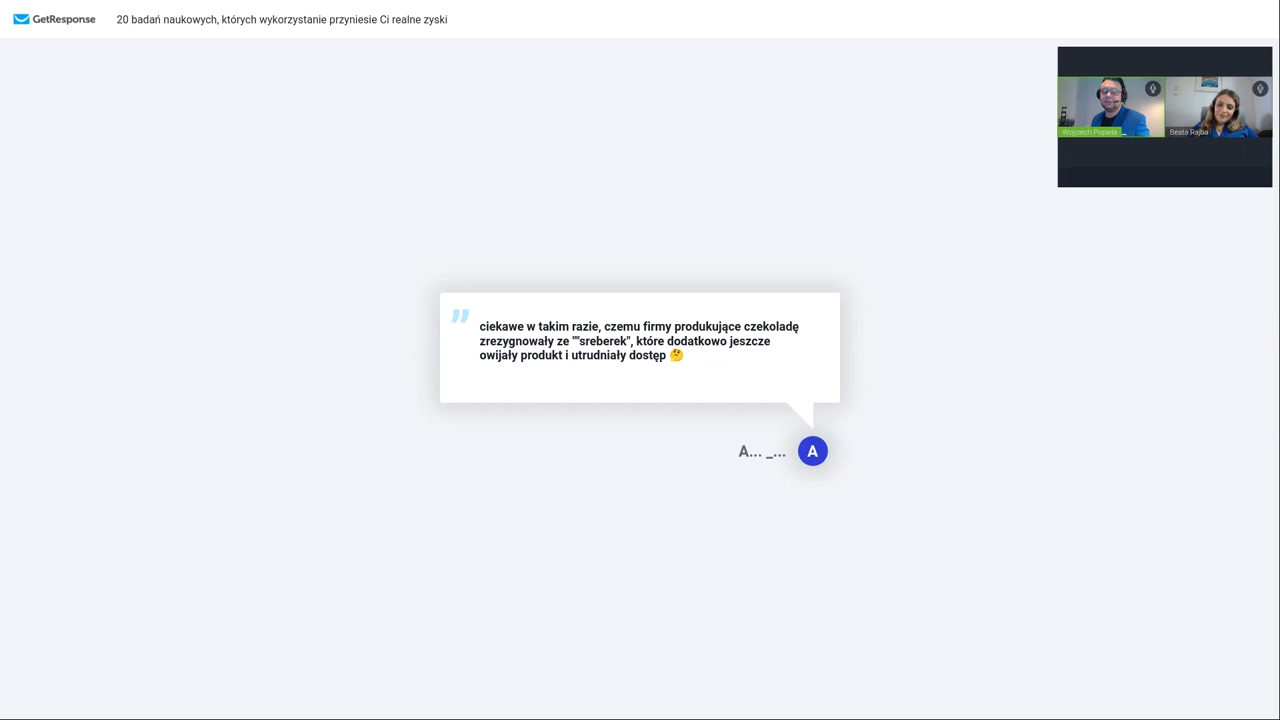 GetResponse
20 badań naukowych, których wykorzystanie przyniesie Ci realne zyski
Wojciech Popiela
Beata Rajba
”
ciekawe w takim razie, czemu firmy produkujące czekoladę
zrezygnowały ze ""sreberek", które dodatkowo jeszcze
owijały produkt i utrudniały dostęp 🤔
A... _...
A